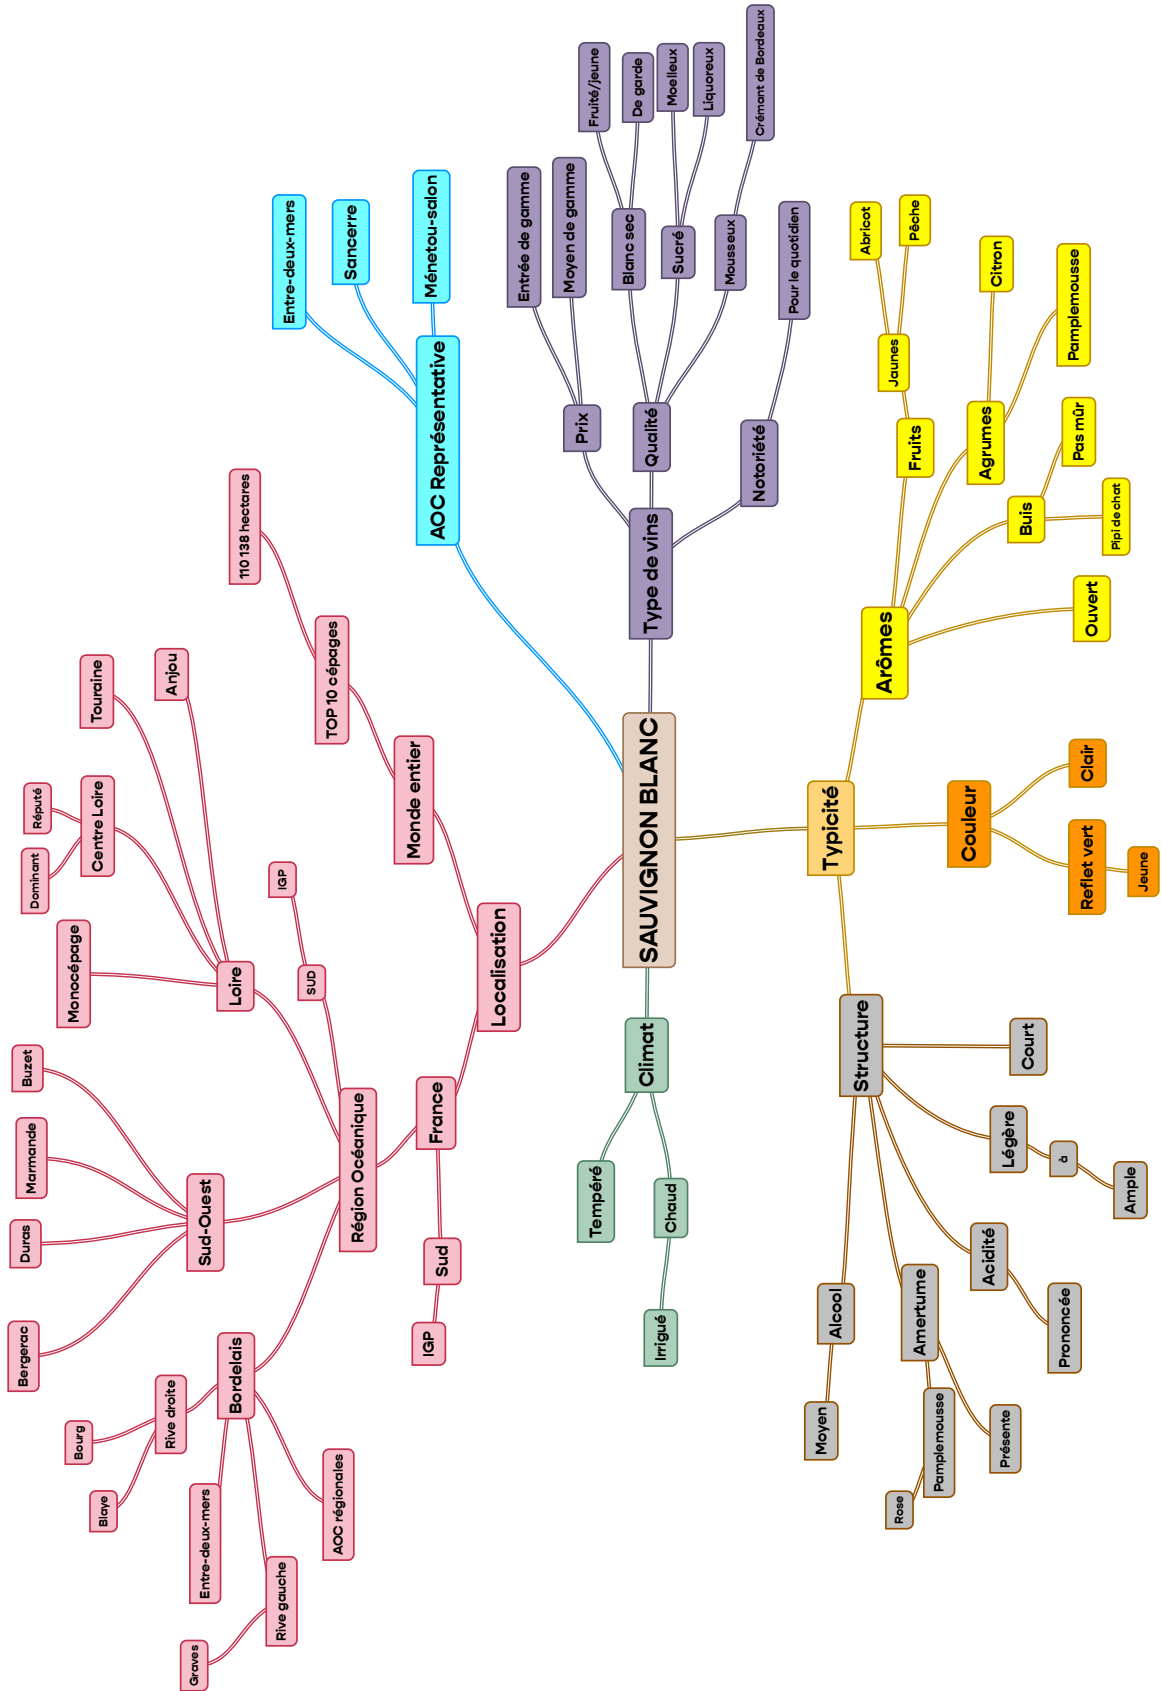 SAUVIGNON BLANC
AOC Représentative
Entre-deux-mers
Sancerre
Ménetou-salon
Type de vins
Prix
Entrée de gamme
Moyen de gamme
Qualité
Blanc sec
Fruité/jeune
De garde
Sucré
Moelleux
Liquoreux
Mousseux
Crémant de Bordeaux
Notoriété
Pour le quotidien
Typicité
Arômes
Fruits
Jaunes
Abricot
Pêche
Agrumes
Citron
Pamplemousse
Buis
Pas mûr
Pipi de chat
Ouvert
Couleur
Clair
Reflet vert
Jeune
Structure
Court
Légère
à
Ample
Acidité
Prononcée
Amertume
Présente
Pamplemousse
Rose
Alcool
Moyen
Climat
Tempéré
Chaud
Irrigué
Localisation
Monde entier
TOP 10 cépages
110 138 hectares
France
Région Océanique
SUD
IGP
Loire
Anjou
Touraine
Centre Loire
Réputé
Dominant
Monocépage
Sud-Ouest
Buzet
Marmande
Duras
Bergerac
Bordelais
Rive droite
Bourg
Blaye
Entre-deux-mers
Rive gauche
Graves
AOC régionales
Sud
IGP